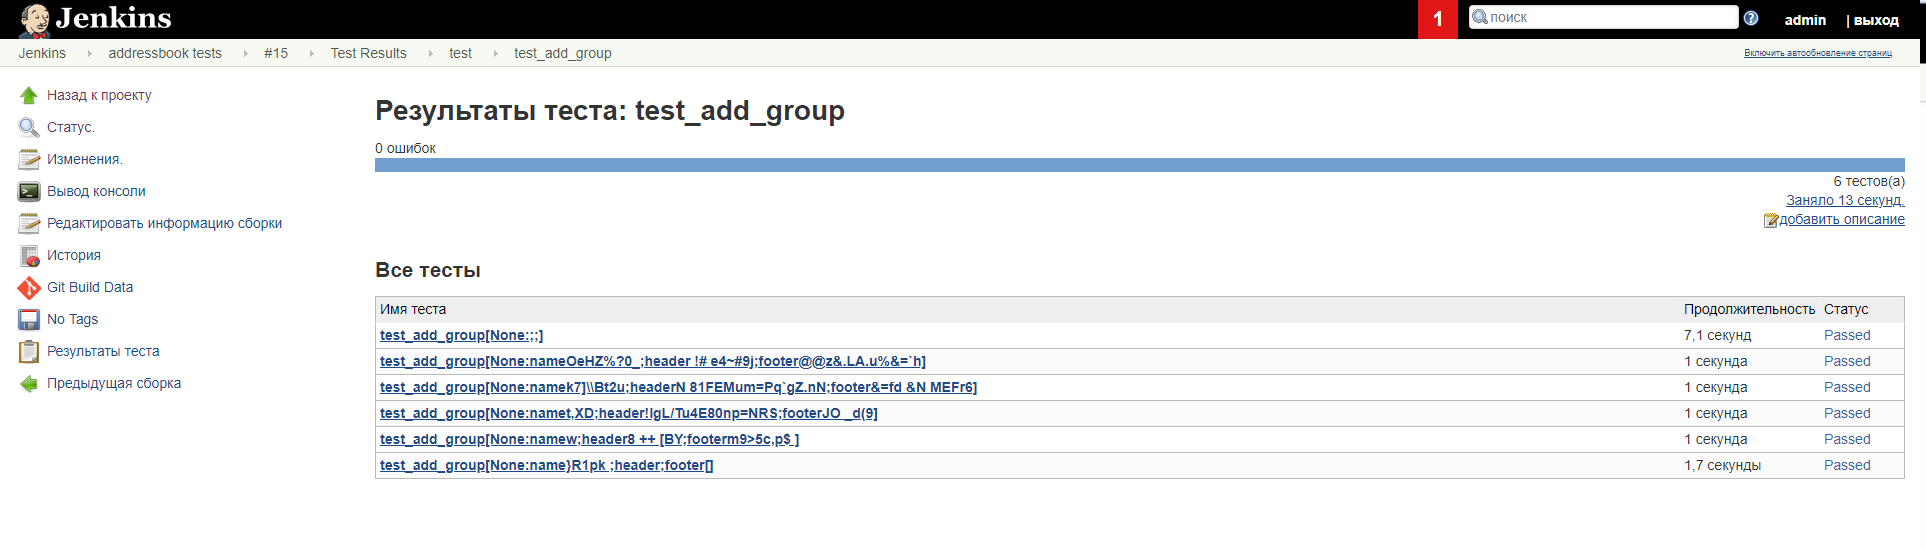 Jenkins
1
поиск
admin
| выход
Jenkins addressbook tests #15 Test Results test test_add_group
Включить автообновление страниц
Назад к проекту
Статус.
Изменения.
Вывод консоли
Редактировать информацию сборки
История
Git Build Data
No Tags
Результаты теста
Предыдущая сборка
Результаты теста: test_add_group
0 ошибок
6 тестов(а)
Заняло 13 секунд.
добавить описание
Все тесты
Имя теста Продолжительность Статус
test_add_group[None:;;] 7,1 секунд Passed
test_add_group[None:nameOeHZ%?0_;header !# e4~#9j;footer@@z&.LA.u%&=`h] 1 секунда Passed
test_add_group[None:namek7]\\Bt2u;headerN 81FEMum=Pq`gZ.nN;footer&=fd &N MEFr6] 1 секунда Passed
test_add_group[None:namet,XD;header!IgL/Tu4E80np=NRS;footerJO _d(9] 1 секунда Passed
test_add_group[None:namew;header8 ++ [BY;footerm9>5c,p$ ] 1 секунда Passed
test_add_group[None:name}R1pk ;header;footer[] 1,7 секунды Passed